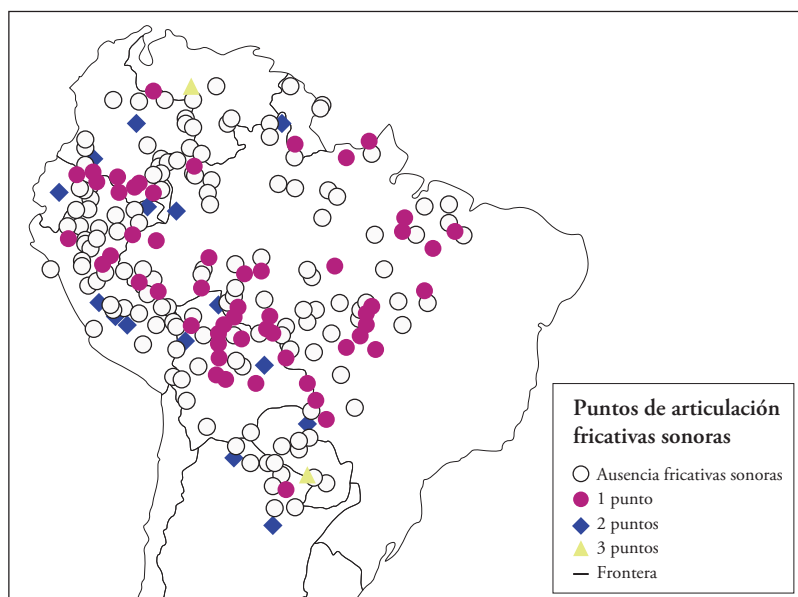 Puntos de articulación
fricativas sonoras
Ausencia fricativas sonoras
1 punto
2 puntos
3 puntos
Frontera